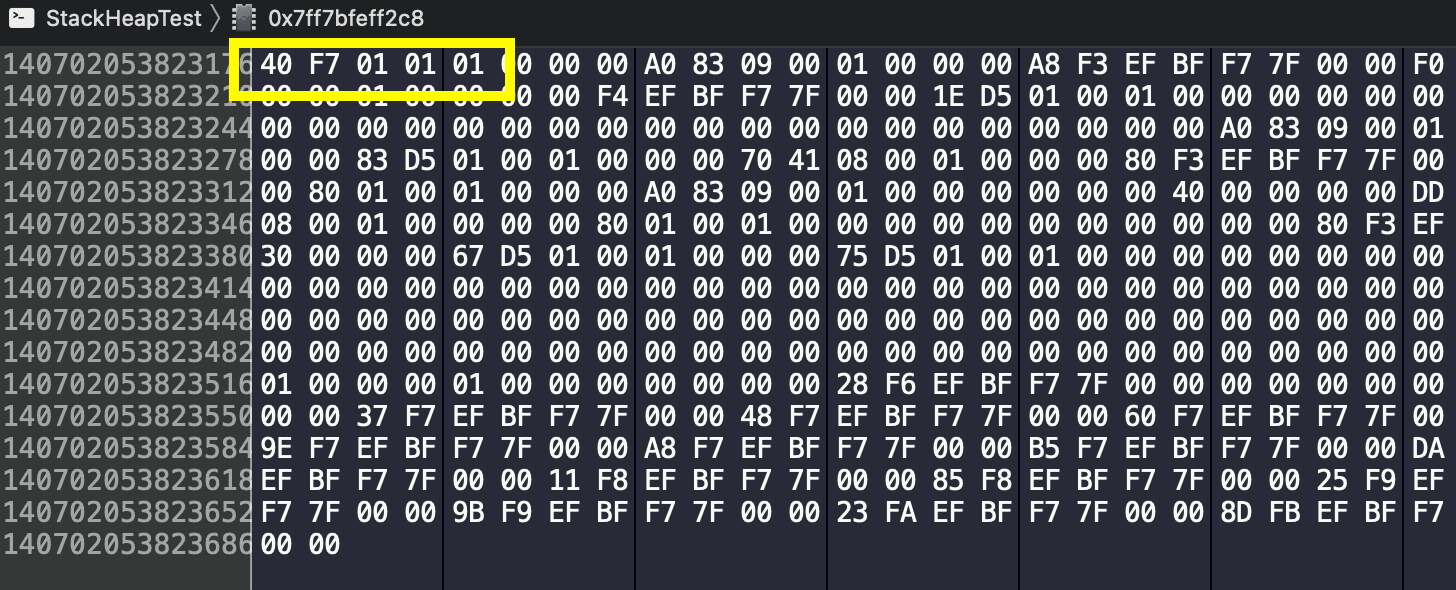 StackHeapTest 0x7ff7bfeff2c8
140702053823176 40 F7 01 01 01 00 00 00 A0 83 09 00 01 00 00 00 A8 F3 EF BF F7 7F 00 00 F0
140702053823210 00 00 01 00 00 00 00 F4 EF BF F7 7F 00 00 1E D5 01 00 01 00 00 00 00 00 00
140702053823244 00 00 00 00 00 00 00 00 00 00 00 00 00 00 00 00 00 00 00 00 A0 83 09 00 01
140702053823278 00 00 83 D5 01 00 01 00 00 00 70 41 08 00 01 00 00 00 80 F3 EF BF F7 7F 00
140702053823312 00 80 01 00 01 00 00 00 A0 83 09 00 01 00 00 00 00 00 00 40 00 00 00 00 DD
140702053823346 08 00 01 00 00 00 00 80 01 00 01 00 00 00 00 00 00 00 00 00 00 00 80 F3 EF
140702053823380 30 00 00 00 67 D5 01 00 01 00 00 00 75 D5 01 00 01 00 00 00 00 00 00 00 00
140702053823414 00 00 00 00 00 00 00 00 00 00 00 00 00 00 00 00 00 00 00 00 00 00 00 00 00
140702053823448 00 00 00 00 00 00 00 00 00 00 00 00 00 00 00 00 00 00 00 00 00 00 00 00 00
140702053823482 00 00 00 00 00 00 00 00 00 00 00 00 00 00 00 00 00 00 00 00 00 00 00 00 00
140702053823516 01 00 00 00 01 00 00 00 00 00 00 00 28 F6 EF BF F7 7F 00 00 00 00 00 00 00
140702053823550 00 00 37 F7 EF BF F7 7F 00 00 48 F7 EF BF F7 7F 00 00 60 F7 EF BF F7 7F 00
140702053823584 9E F7 EF BF F7 7F 00 00 A8 F7 EF BF F7 7F 00 00 B5 F7 EF BF F7 7F 00 00 DA
140702053823618 EF BF F7 7F 00 00 11 F8 EF BF F7 7F 00 00 85 F8 EF BF F7 7F 00 00 25 F9 EF
140702053823652 F7 7F 00 00 9B F9 EF BF F7 7F 00 00 23 FA EF BF F7 7F 00 00 8D FB EF BF F7
140702053823686 00 00